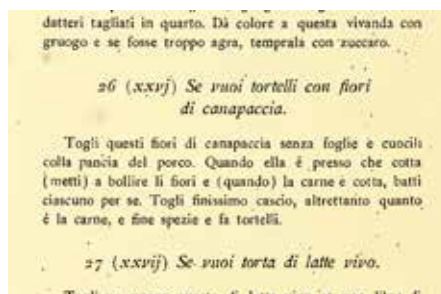 datteri tagliati in quarto. Dà colore a questa vivanda con
gruogo e se fosse troppo agra, temprala con zuccaro.
26 (xxvj) Se vuoi tortelli con fiori
di canapaccia.
Togli questi fiori di canapaccia senza foglie e cuocili
colla pancia del porco. Quando ella é presso che cotta
(metti) a bollire li fiori e (quando) la carne è cotta, batti
ciascuno per se. Togli finissimo cascio, altrettanto quanto
é la carne, e fine spezie e fa tortelli.
27 (xxvij) Se vuoi torta di latte vivo.